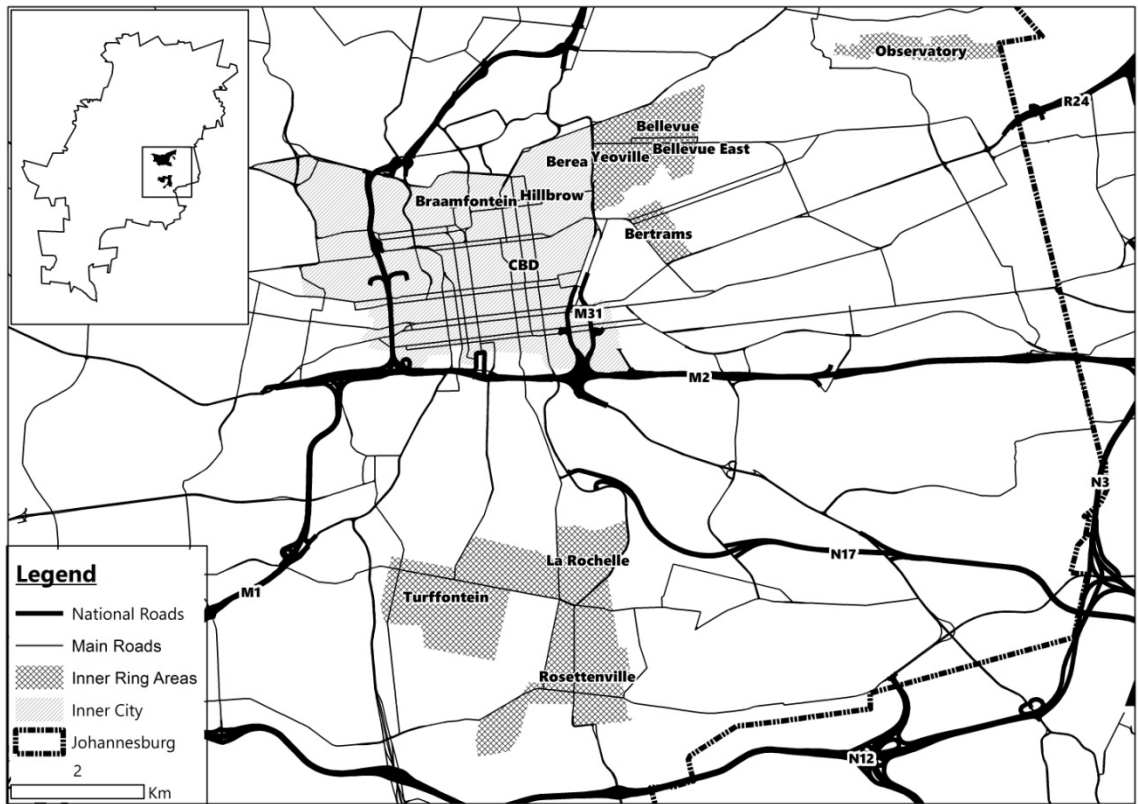 Observatory
R24
Bellevue
Berea
Yeoville
Bellevue East
Braamfontein
Hillbrow
Bertrams
CBD
M31
M2
N3
La Rochelle
N17
Turffontein
M1
Rosettenville
N12
Legend
National Roads
Main Roads
Inner Ring Areas
Inner City
Johannesburg
2
Km